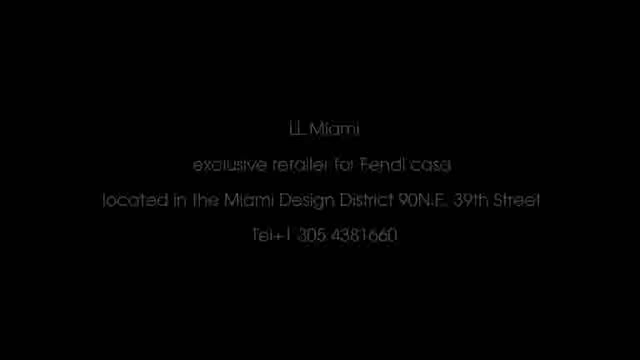 LL Miami
exclusive retailer for Fendi casa
located in the Miami Design District 90N.E. 39th Street
Tel+1 305 4381660